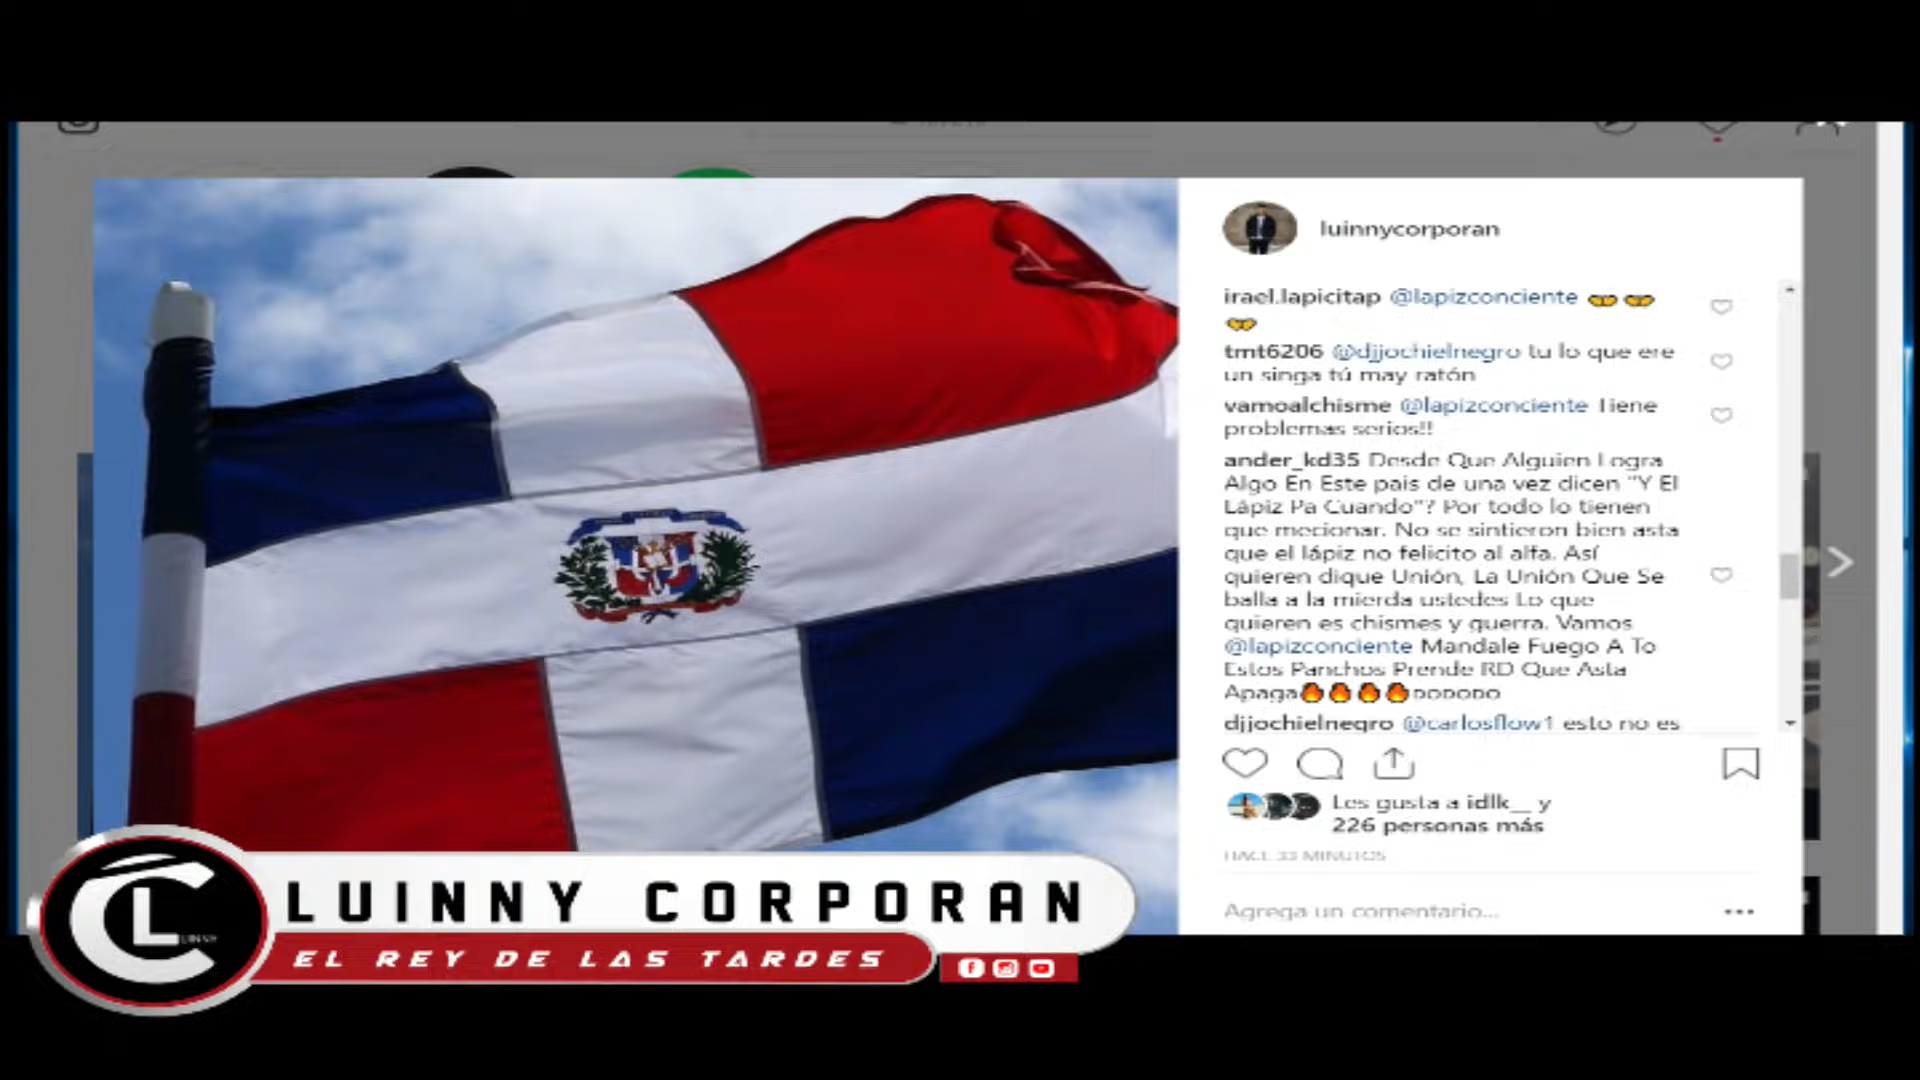 luinnycorporan
irael.lapicitap @lapizconciente
tmt6206 @djjochielnegro tu lo que ere
un singa tú may ratón
vamoalchisme @lapizconciente Tiene
problemas serios!!
ander_kd35 Desde Que Alguien Logra
Algo En Este país de una vez dicen "Y El
Lápiz Pa Cuando"? Por todo lo tienen
que mecionar. No se sintieron bien asta
que el lápiz no felicito al alfa. Así
quieren dique Unión, La Unión Que Se
balla a la mierda ustedes Lo que
quieren es chismes y guerra. Vamos
@lapizconciente Mandale Fuego A To
Estos Panchos Prende RD Que Asta
Apaga
djjochielnegro @carlosflow1 esto no es
Les gusta a idlk__ y
226 personas más
HACE 33 MINUTOS
Agrega un comentario...
LUINNY CORPORAN
EL REY DE LAS TARDES